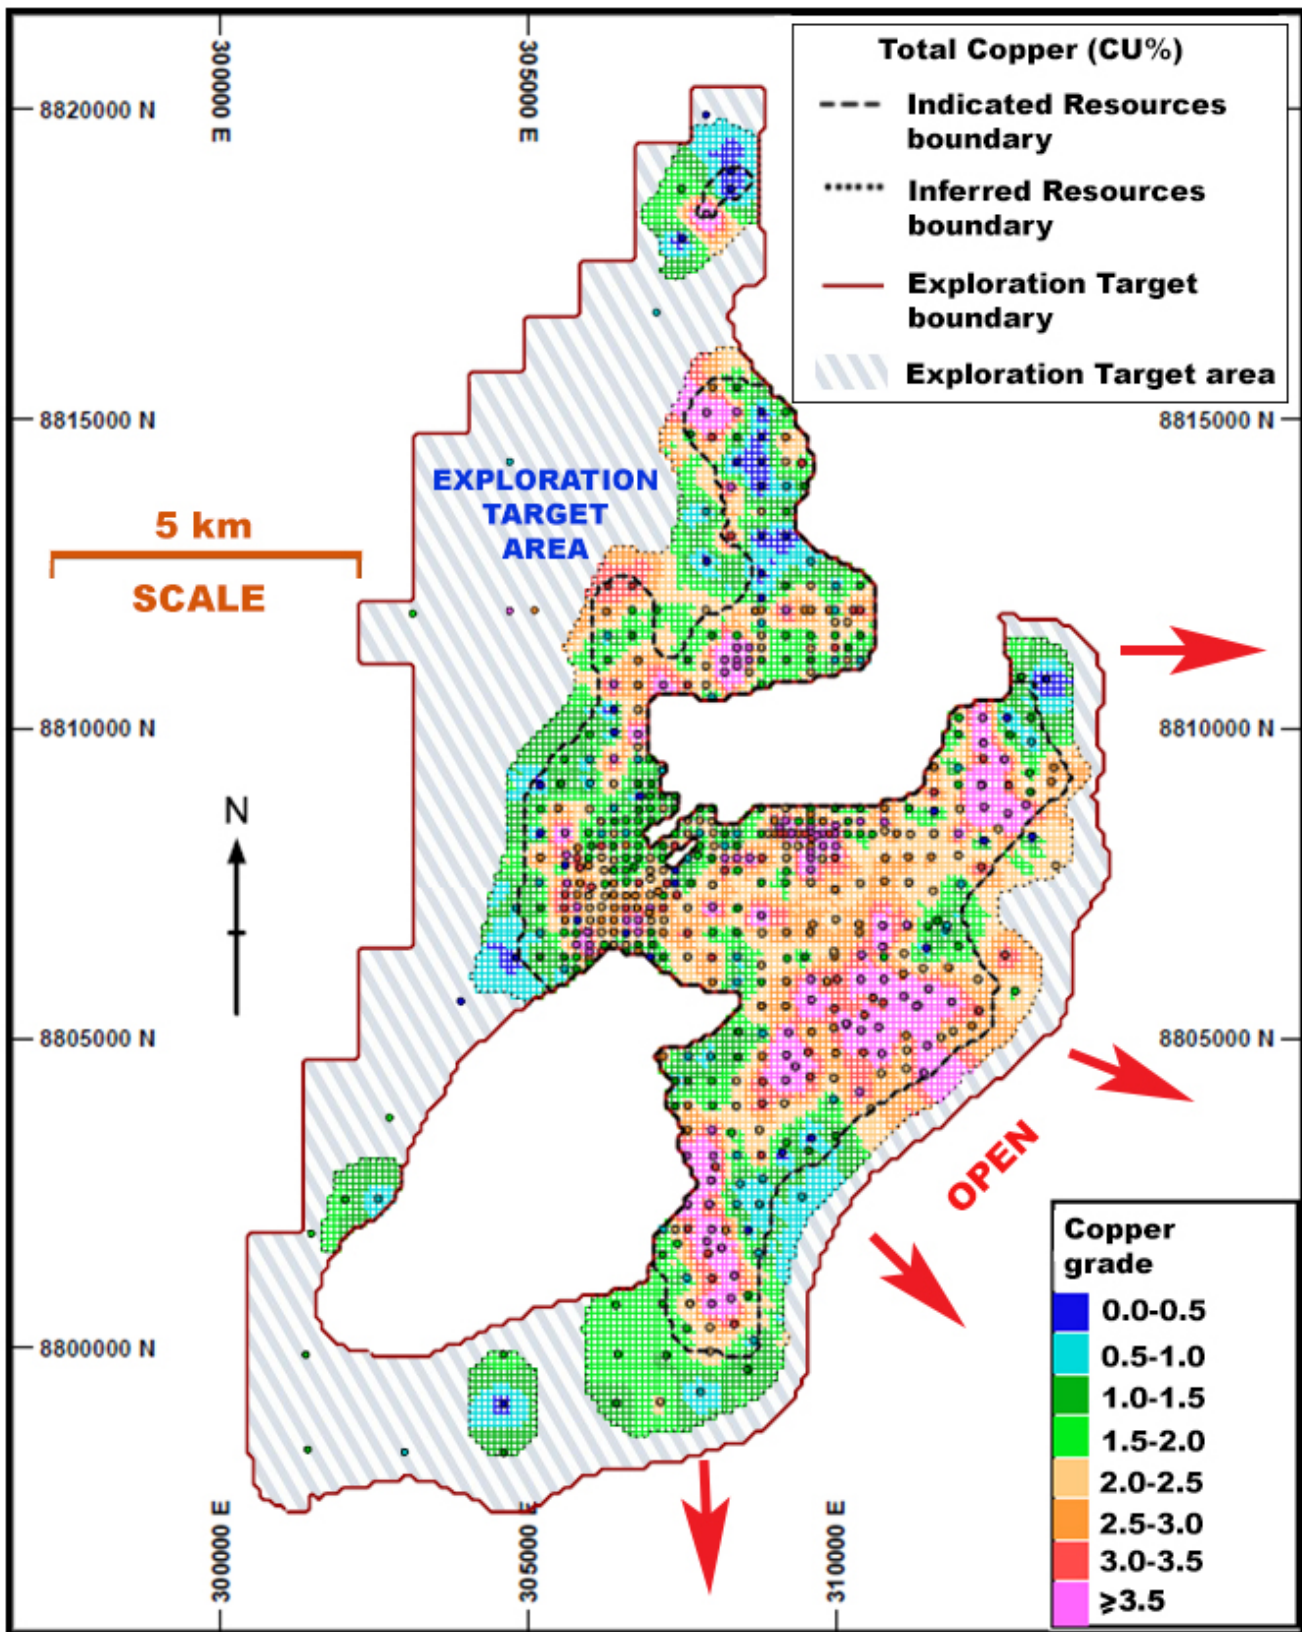 300000 E
305000 E
Total Copper (CU%)
Indicated Resources
boundary
Inferred Resources
boundary
Exploration Target
boundary
Exploration Target area
8820000 N
8815000 N
8815000 N
EXPLORATION
TARGET
AREA
5 km
SCALE
8810000 N
8810000 N
N
8805000 N
8805000 N
OPEN
8800000 N
Copper
grade
0.0-0.5
0.5-1.0
1.0-1.5
1.5-2.0
2.0-2.5
2.5-3.0
3.0-3.5
⩾3.5
300000 E
305000 E
310000 E